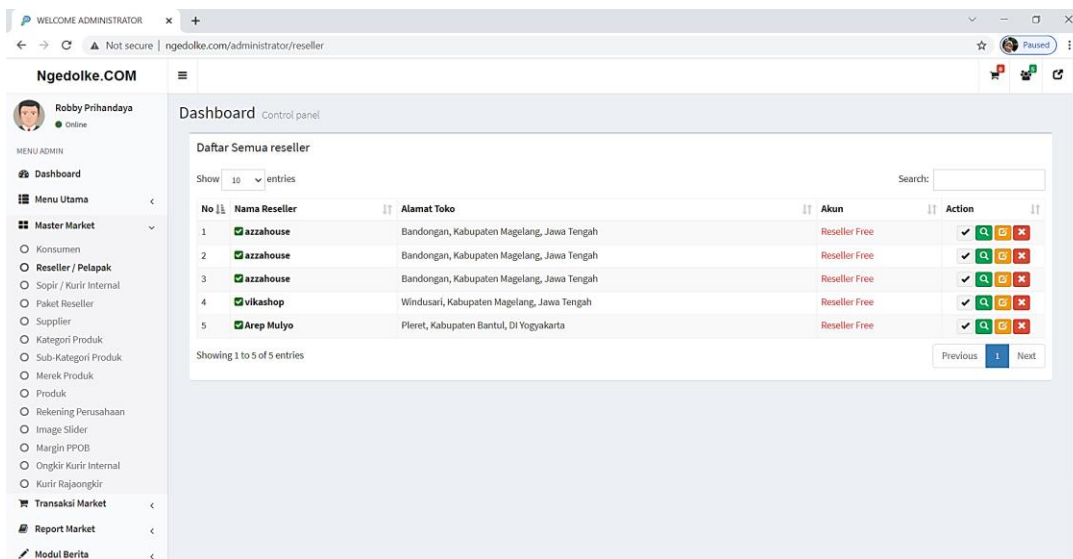 WELCOME ADMINISTRATOR
Not secure | ngedolke.com/administrator/reseller
Paused
Ngedolke.COM
Robby Prihandaya
Online
MENU ADMIN
Dashboard
Menu Utama
Master Market
Konsumen
Reseller / Pelapak
Sopir / Kurir Internal
Paket Reseller
Supplier
Kategori Produk
Sub-Kategori Produk
Merek Produk
Produk
Rekening Perusahaan
Image Slider
Margin PPOB
Ongkir Kurir Internal
Kurir Rajaongkir
Transaksi Market
Report Market
Modul Berita
Dashboard Control panel
Daftar Semua reseller
Show 10 entries Search:
No Nama Reseller Alamat Toko Akun Action
1 azzahouse Bandongan, Kabupaten Magelang, Jawa Tengah Reseller Free
2 azzahouse Bandongan, Kabupaten Magelang, Jawa Tengah Reseller Free
3 azzahouse Bandongan, Kabupaten Magelang, Jawa Tengah Reseller Free
4 vikashop Windusari, Kabupaten Magelang, Jawa Tengah Reseller Free
5 Arep Mulyo Pleret, Kabupaten Bantul, DI Yogyakarta Reseller Free
Showing 1 to 5 of 5 entries Previous 1 Next